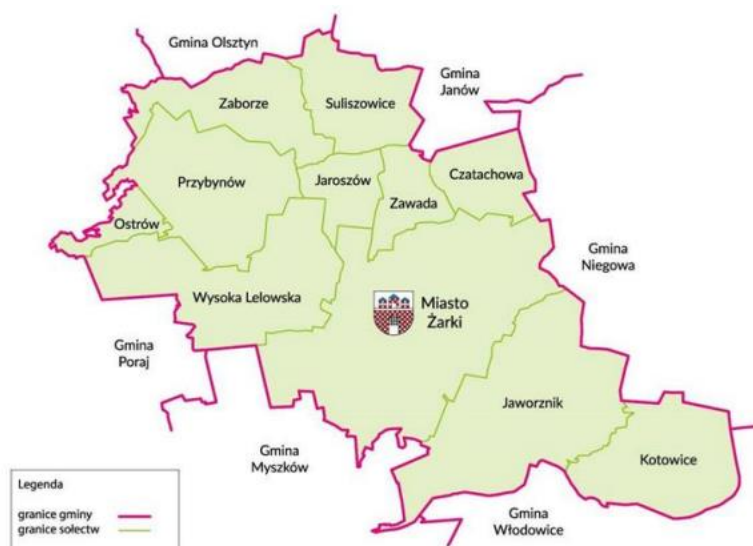 Gmina Olsztyn
Gmina
Janów
Zaborze
Suliszowice
Przybynów
Jaroszów
Zawada
Czatachowa
Ostrów
Gmina
Niegowa
Wysoka Lelowska
Miasto
Żarki
Gmina
Poraj
Jaworznik
Gmina
Myszków
Kotowice
Gmina
Włodowice
Legenda
granice gminy
granice sołectw